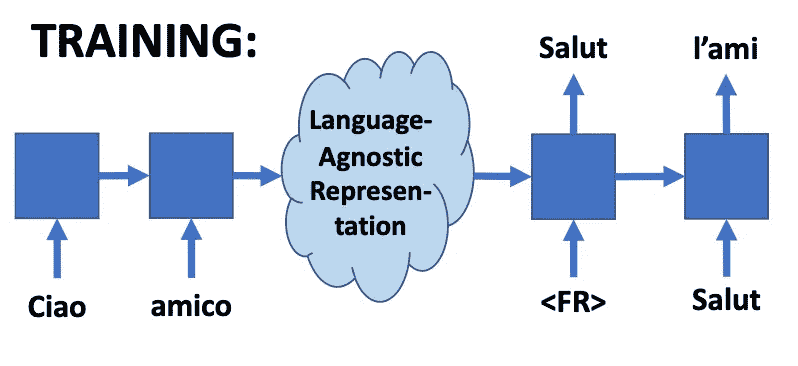 TRAINING:
Salut l'ami
Language-
Agnostic
Represen-
tation
Ciao amico <FR> Salut